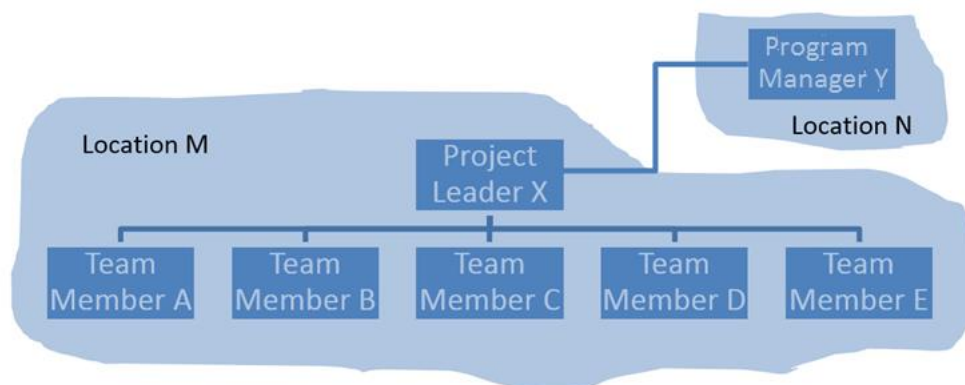 Program
Manager Y
Location N
Location M
Project
Leader X
Team
Member A
Team
Member B
Team
Member C
Team
Member D
Team
Member E